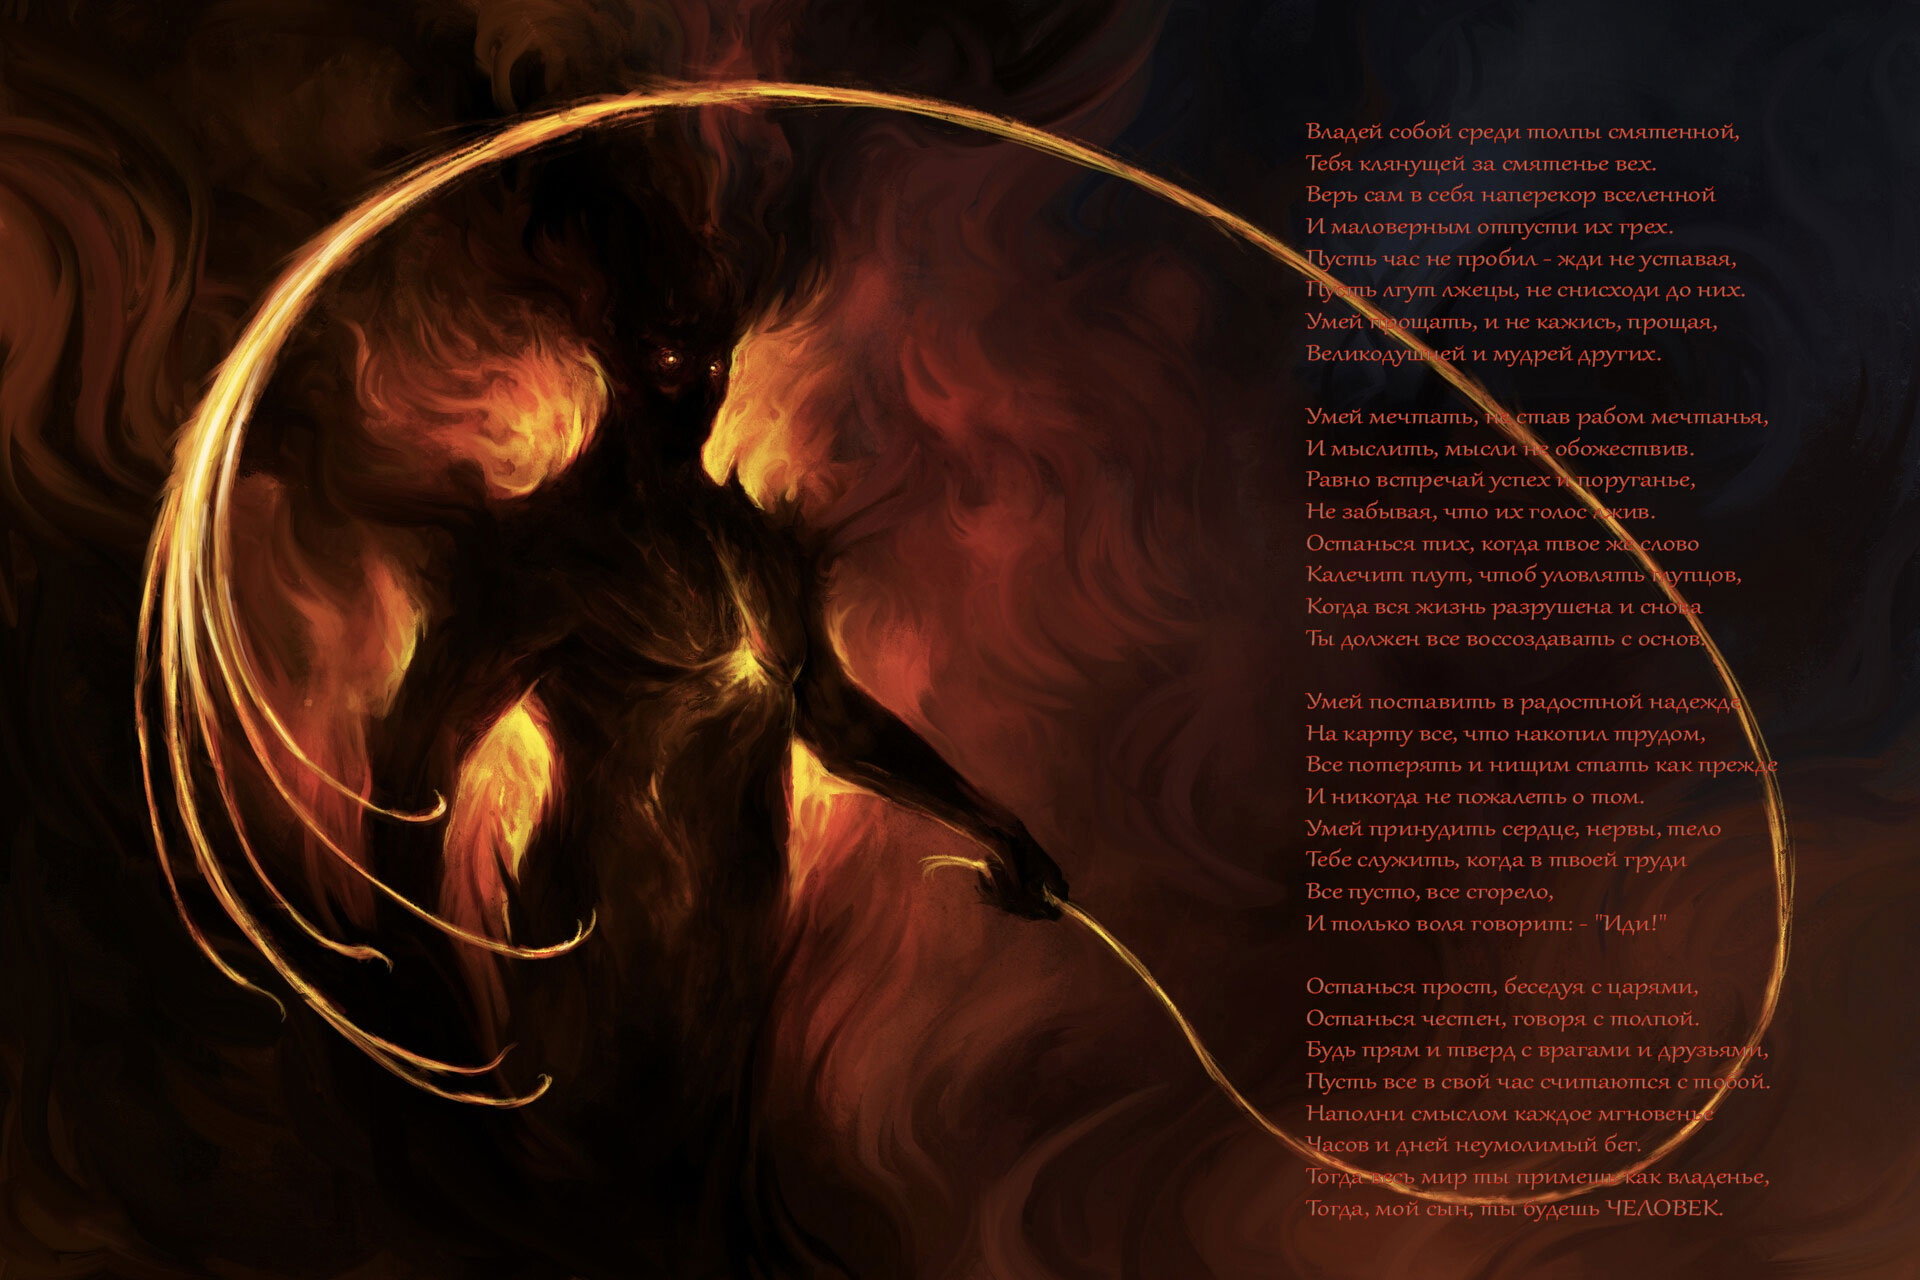 Владей собой среди толпы смятенной,
Тебя клянущей за смятенье вех.
Верь сам в себя наперекор вселенной
И маловерным отпусти их грех.
Пусть час не пробил - жди не уставая,
Пусть лгут лжецы, не снисходи до них.
Умей прощать, и не кажись, прощая,
Великодушней и мудрей других.
Умей мечтать, не став рабом мечтанья,
И мыслить, мысли не обожествив.
Равно встречай успех и поруганье,
Не забывая, что их голос лжив.
Останься тих, когда твое же слово
Калечит плут, чтоб уловлять глупцов,
Когда вся жизнь разрушена и снова
Ты должен все воссоздавать с основ.
Умей поставить в радостной надежде
На карту все, что накопил трудом,
Все потерять и нищим стать как прежде
И никогда не пожалеть о том.
Умей принудить сердце, нервы, тело
Тебе служить, когда в твоей груди
Все пусто, все сгорело,
И только воля говорит: - "Иди!"
Останься прост, беседуя с царями,
Останься честен, говоря с толпой.
Будь прям и тверд с врагами и друзьями,
Пусть все в свой час считаются с тобой.
Наполни смыслом каждое мгновенье
Часов и дней неумолимый бег.
Тогда весь мир ты примешь как владенье,
Тогда, мой сын, ты будешь ЧЕЛОВЕК.